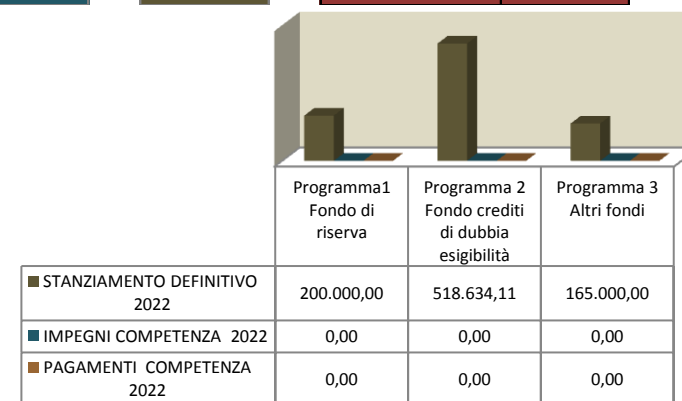 Programma1 Programma 2 Programma 3
Fondo di Fondo crediti Altri fondi
riserva di dubbia
esigibilità
STANZIAMENTO DEFINITIVO
2022 200.000,00 518.634,11 165.000,00
IMPEGNI COMPETENZA 2022 0,00 0,00 0,00
PAGAMENTI COMPETENZA
2022 0,00 0,00 0,00